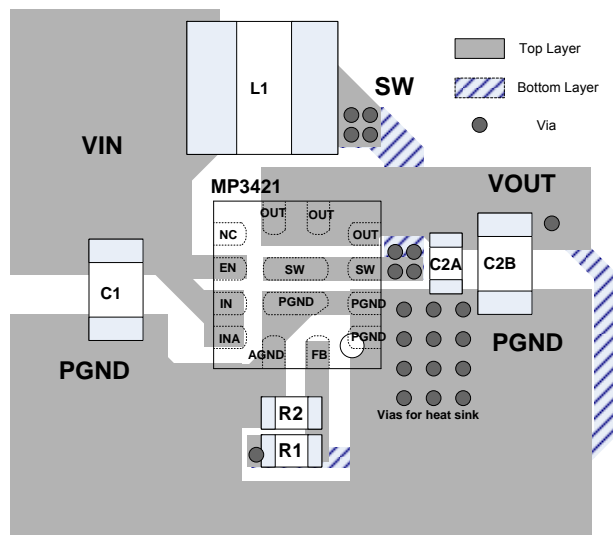 L1
SW
Top Layer
Bottom Layer
Via
VIN
MP3421
VOUT
OUT
OUT
NC
OUT
EN
SW
SW
C2A
C2B
C1
IN
PGND
PGND
INA
PGND
PGND
PGND
AGND
FB
R2
Vias for heat sink
R1